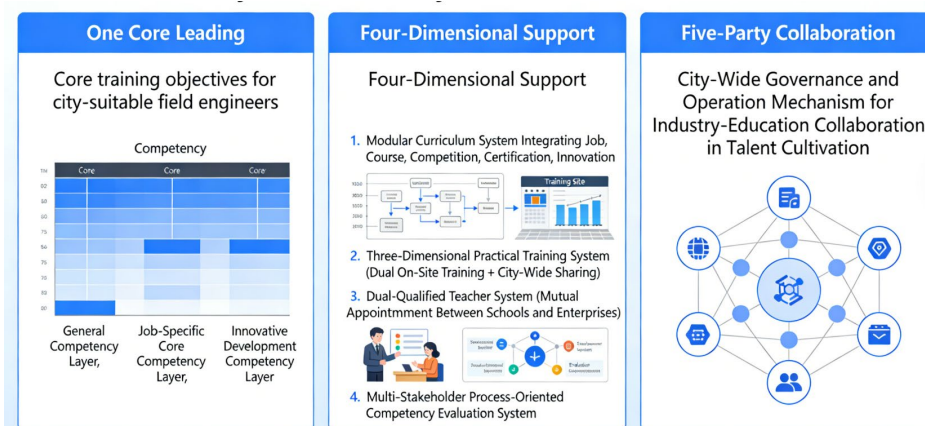 One Core Leading
Core training objectives for
city-suitable field engineers
Competency
Core
Core
Core
General
Competency
Layer,
Job-Specific
Core
Competency
Layer,
Innovative
Development
Competency
Layer
Four-Dimensional Support
Four-Dimensional Support
1. Modular Curriculum System Integrating Job,
Course, Competition, Certification, Innovation
Training Site
2. Three-Dimensional Practical Training System
(Dual On-Site Training + City-Wide Sharing)
3. Dual-Qualified Teacher System (Mutual
Appointmment Between Schools and Enterprises)
4. Multi-Stakeholder Process-Oriented
Competency Evaluation System
Five-Party Collaboration
City-Wide Governance and
Operation Mechanism for
Industry-Education Collaboration
in Talent Cultivation